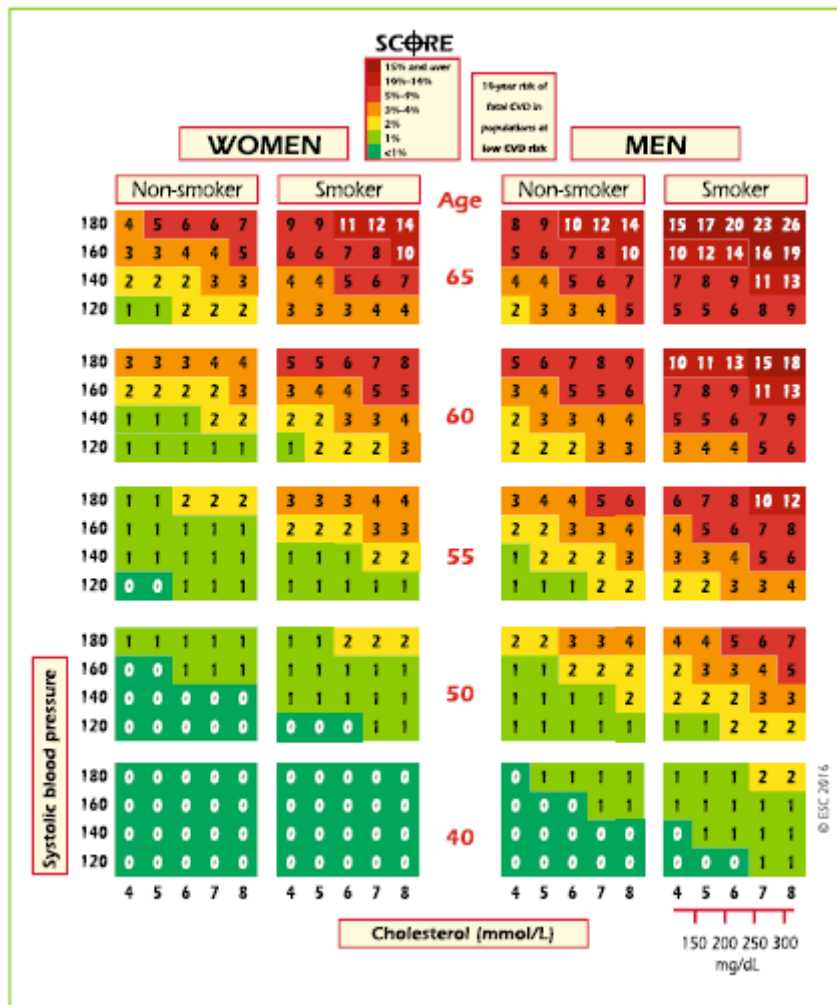 SCORE
15% and over
10%–14%
5%–9%
3%–4%
2%
1%
<1%
10-year risk of
fatal CVD in
populations at
low CVD risk
WOMEN
MEN
Non-smoker Smoker Age Non-smoker Smoker
180 4 5 6 6 7 9 9 11 12 14 8 9 10 12 14 15 17 20 23 26
160 3 3 4 4 5 6 6 7 8 10 5 6 7 8 10 10 12 14 16 19
65
140 2 2 2 3 3 4 4 5 6 7 4 4 5 6 7 7 8 9 11 13
120 1 1 2 2 2 3 3 3 4 4 2 3 3 4 5 5 5 6 8 9
180 3 3 3 4 4 5 5 6 7 8 5 6 7 8 9 10 11 13 15 18
160 2 2 2 2 3 3 4 4 5 5 3 4 5 5 6 7 8 9 11 13
60
140 1 1 1 2 2 2 2 3 3 4 2 3 3 4 4 5 5 6 7 9
120 1 1 1 1 1 1 2 2 2 3 2 2 2 3 3 3 4 4 5 6
180 1 1 2 2 2 3 3 3 4 4 3 4 4 5 6 6 7 8 10 12
160 1 1 1 1 1 2 2 2 3 3 2 2 3 3 4 4 5 6 7 8
55
140 1 1 1 1 1 1 1 1 2 2 1 2 2 2 3 3 3 4 5 6
120 0 0 1 1 1 1 1 1 1 1 1 1 1 2 2 2 2 3 3 4
180 1 1 1 1 1 1 1 2 2 2 2 2 3 3 4 4 4 5 6 7
160 0 0 1 1 1 1 1 1 1 1 1 1 2 2 2 2 3 3 4 5
50
140 0 0 0 0 0 1 1 1 1 1 1 1 1 1 2 2 2 2 3 3
120 0 0 0 0 0 0 0 0 1 1 1 1 1 1 1 1 1 2 2 2
180 0 0 0 0 0 0 0 0 0 0 0 1 1 1 1 1 1 1 2 2
160 0 0 0 0 0 0 0 0 0 0 0 0 0 1 1 1 1 1 1 1
40
140 0 0 0 0 0 0 0 0 0 0 0 0 0 0 0 0 1 1 1 1
120 0 0 0 0 0 0 0 0 0 0 0 0 0 0 0 0 0 0 1 1
4 5 6 7 8 4 5 6 7 8 4 5 6 7 8 4 5 6 7 8
Systolic blood pressure
Cholesterol (mmol/L)
150 200 250 300
mg/dL
© ESC 2016